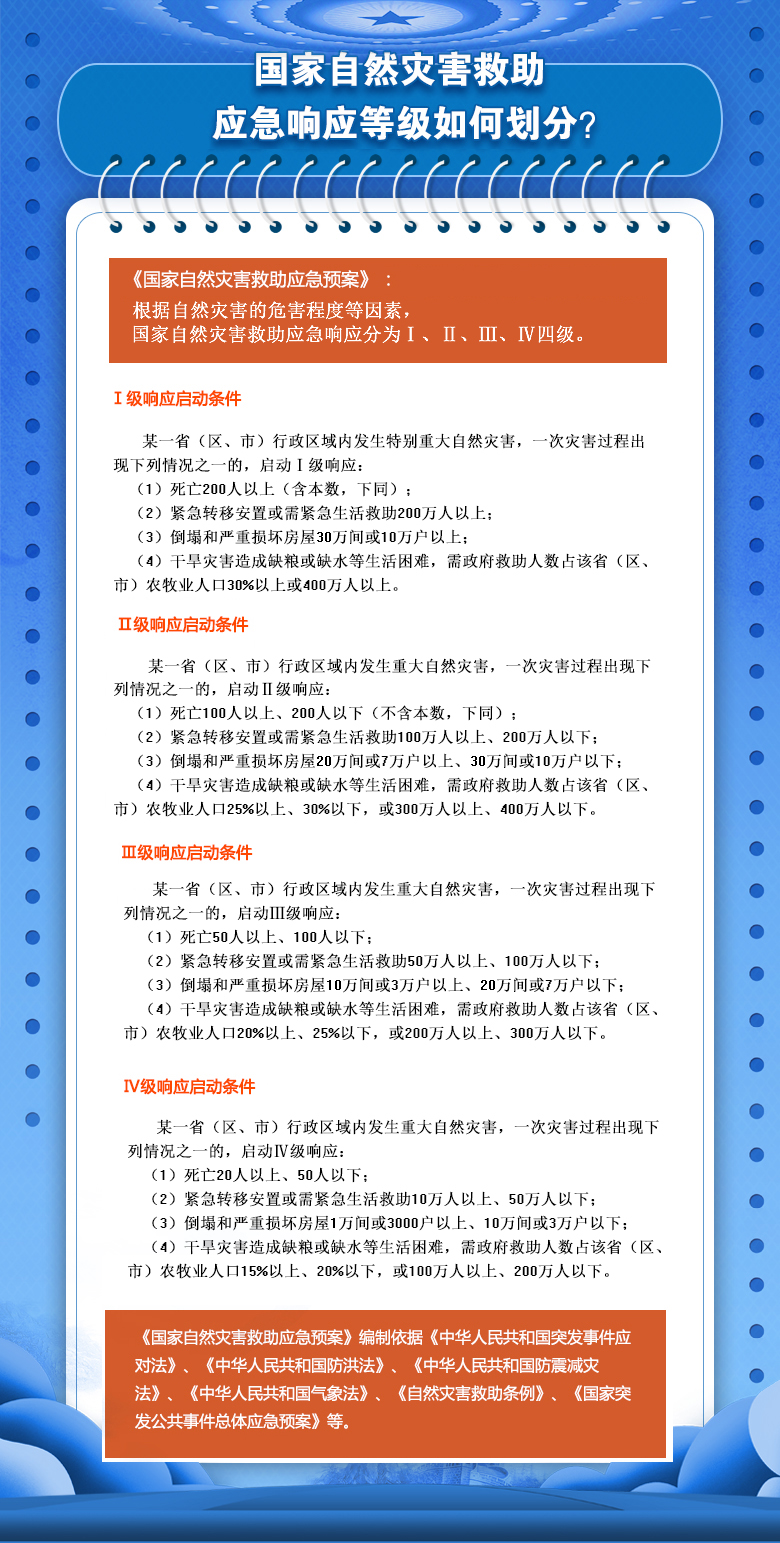 国家自然灾害救助
应急响应等级如何划分?
《国家自然灾害救助应急预案》：
根据自然灾害的危害程度等因素，
国家自然灾害救助应急响应分为Ⅰ、Ⅱ、Ⅲ、Ⅳ四级。
Ⅰ级响应启动条件
某一省（区、市）行政区域内发生特别重大自然灾害，一次灾害过程出
现下列情况之一的，启动Ⅰ级响应：
（1）死亡200人以上（含本数，下同）；
（2）紧急转移安置或需紧急生活救助200万人以上；
（3）倒塌和严重损坏房屋30万间或10万户以上；
（4）干旱灾害造成缺粮或缺水等生活困难，需政府救助人数占该省（区、
市）农牧业人口30%以上或400万人以上。
Ⅱ级响应启动条件
某一省（区、市）行政区域内发生重大自然灾害，一次灾害过程出现下
列情况之一的，启动Ⅱ级响应：
（1）死亡100人以上、200人以下（不含本数，下同）；
（2）紧急转移安置或需紧急生活救助100万人以上、200万人以下；
（3）倒塌和严重损坏房屋20万间或7万户以上、30万间或10万户以下；
（4）干旱灾害造成缺粮或缺水等生活困难，需政府救助人数占该省（区、
市）农牧业人口25%以上、30%以下，或300万人以上、400万人以下。
Ⅲ级响应启动条件
某一省（区、市）行政区域内发生重大自然灾害，一次灾害过程出现下
列情况之一的，启动Ⅲ级响应：
（1）死亡50人以上、100人以下；
（2）紧急转移安置或需紧急生活救助50万人以上、100万人以下；
（3）倒塌和严重损坏房屋10万间或3万户以上、20万间或7万户以下；
（4）干旱灾害造成缺粮或缺水等生活困难，需政府救助人数占该省（区、
市）农牧业人口20%以上、25%以下，或200万人以上、300万人以下。
Ⅳ级响应启动条件
某一省（区、市）行政区域内发生重大自然灾害，一次灾害过程出现下
列情况之一的，启动Ⅳ级响应：
（1）死亡20人以上、50人以下；
（2）紧急转移安置或需紧急生活救助10万人以上、50万人以下；
（3）倒塌和严重损坏房屋1万间或3000户以上、10万间或3万户以下；
（4）干旱灾害造成缺粮或缺水等生活困难，需政府救助人数占该省（区、
市）农牧业人口15%以上、20%以下，或100万人以上、200万人以下。
《国家自然灾害救助应急预案》编制依据《中华人民共和国突发事件应
对法》、《中华人民共和国防洪法》、《中华人民共和国防震减灾
法》、《中华人民共和国气象法》、《自然灾害救助条例》、《国家突
发公共事件总体应急预案》等。